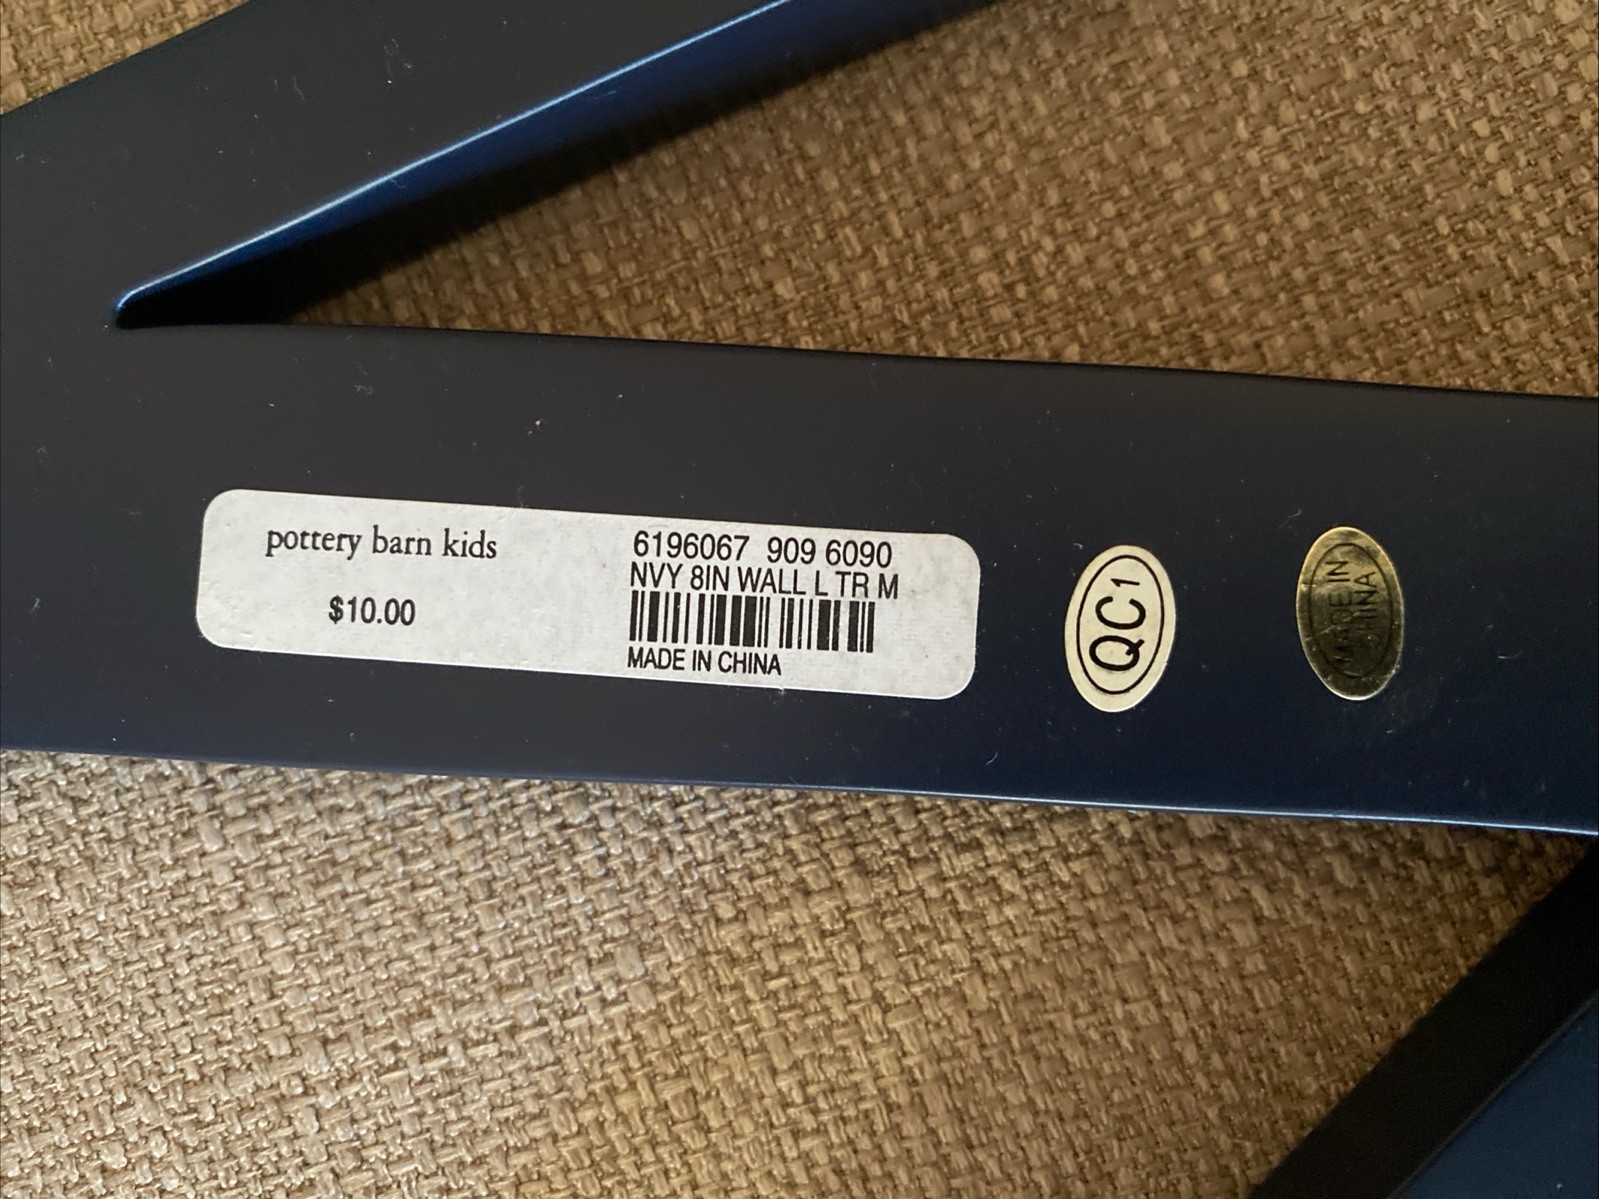 pottery barn kids
$10.00
6196067 909 6090
NVY 8IN WALL L TR M
MADE IN CHINA
QC1
MADE IN
CHINA